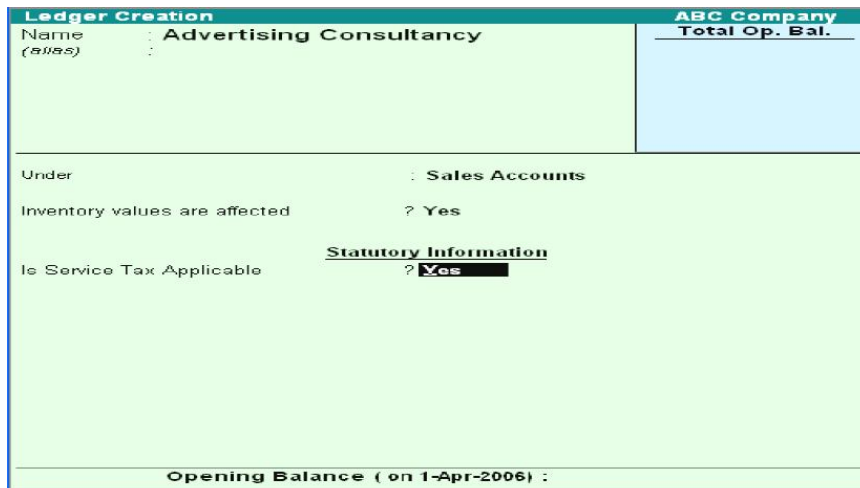 Ledger Creation ABC Company
Name : Advertising Consultancy Total Op. Bal.
(alias) :
Under : Sales Accounts
Inventory values are affected ? Yes
Statutory Information
Is Service Tax Applicable ? Yes
Opening Balance ( on 1-Apr-2006) :